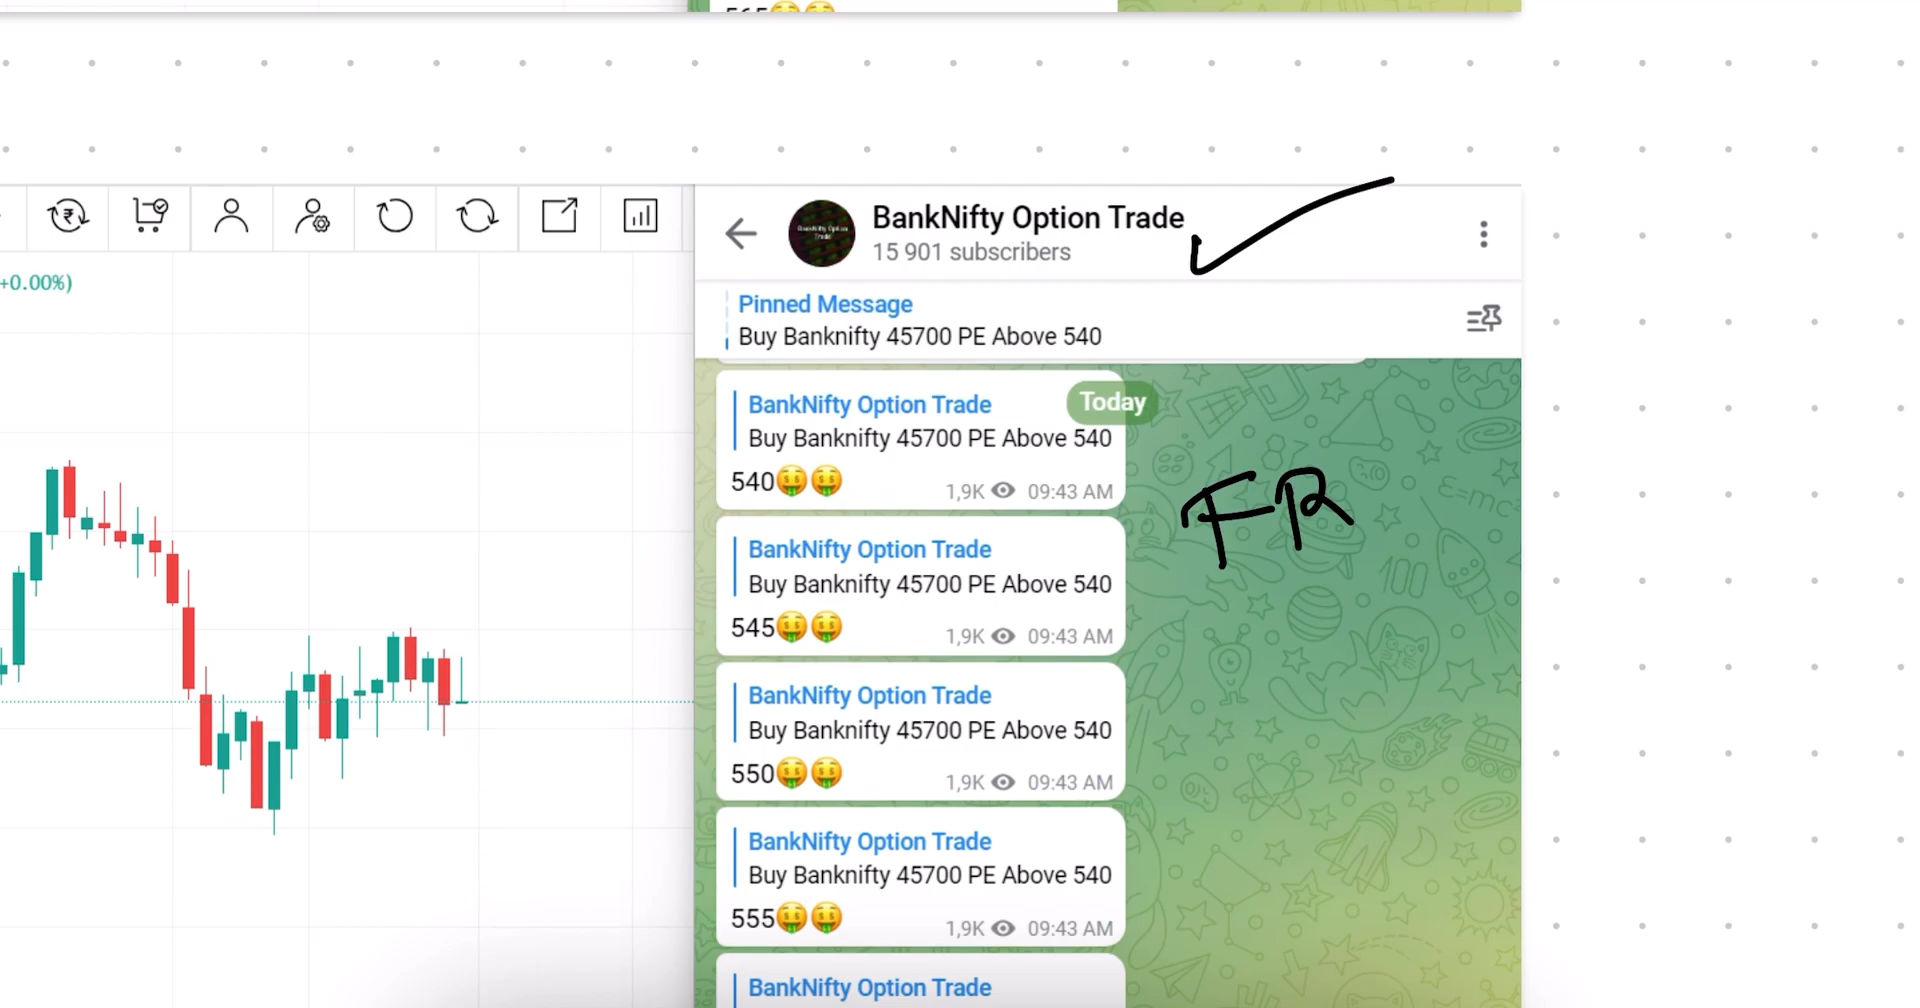 BankNifty Option Trade
15 901 subscribers
+0.00%)
Pinned Message
Buy Banknifty 45700 PE Above 540
Today
BankNifty Option Trade
Buy Banknifty 45700 PE Above 540
540🤑🤑
1,9K 09:43 AM
FR
BankNifty Option Trade
Buy Banknifty 45700 PE Above 540
545🤑🤑
1,9K 09:43 AM
BankNifty Option Trade
Buy Banknifty 45700 PE Above 540
550🤑🤑
1,9K 09:43 AM
BankNifty Option Trade
Buy Banknifty 45700 PE Above 540
555🤑🤑
1,9K 09:43 AM
BankNifty Option Trade